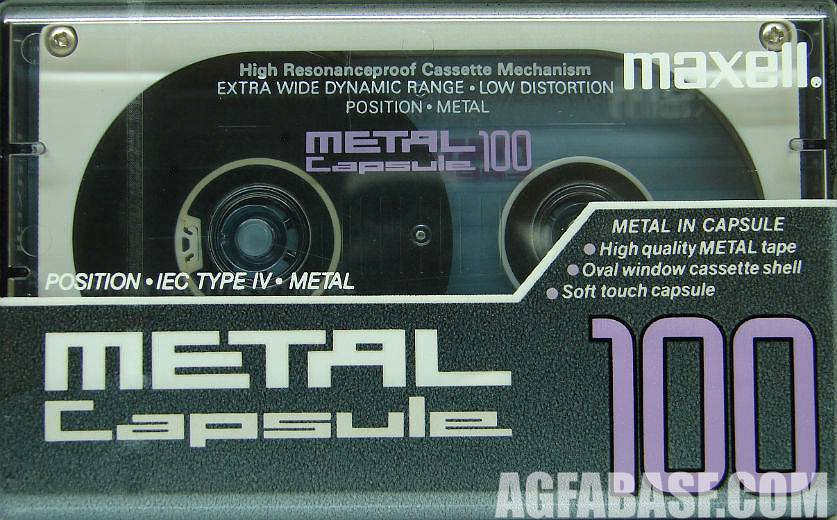 High Resonanceproof Cassette Mechanism
EXTRA WIDE DYNAMIC RANGE • LOW DISTORTION
POSITION • METAL
maxell.
METAL
Capsule 100
METAL IN CAPSULE
● High quality METAL tape
● Oval window cassette shell
● Soft touch capsule
POSITION • IEC TYPE IV • METAL
METAL
Capsule
100
AGFABASF.COM